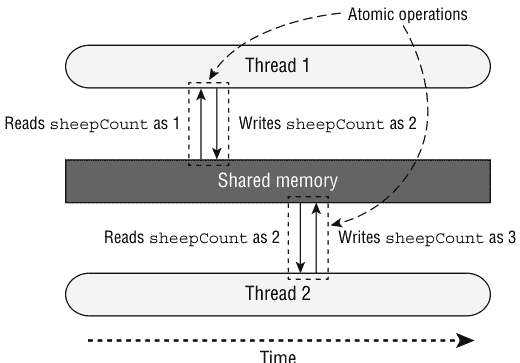 Atomic operations
Thread 1
Reads sheepCount as 1
Writes sheepCount as 2
Shared memory
Reads sheepCount as 2
Writes sheepCount as 3
Thread 2
Time